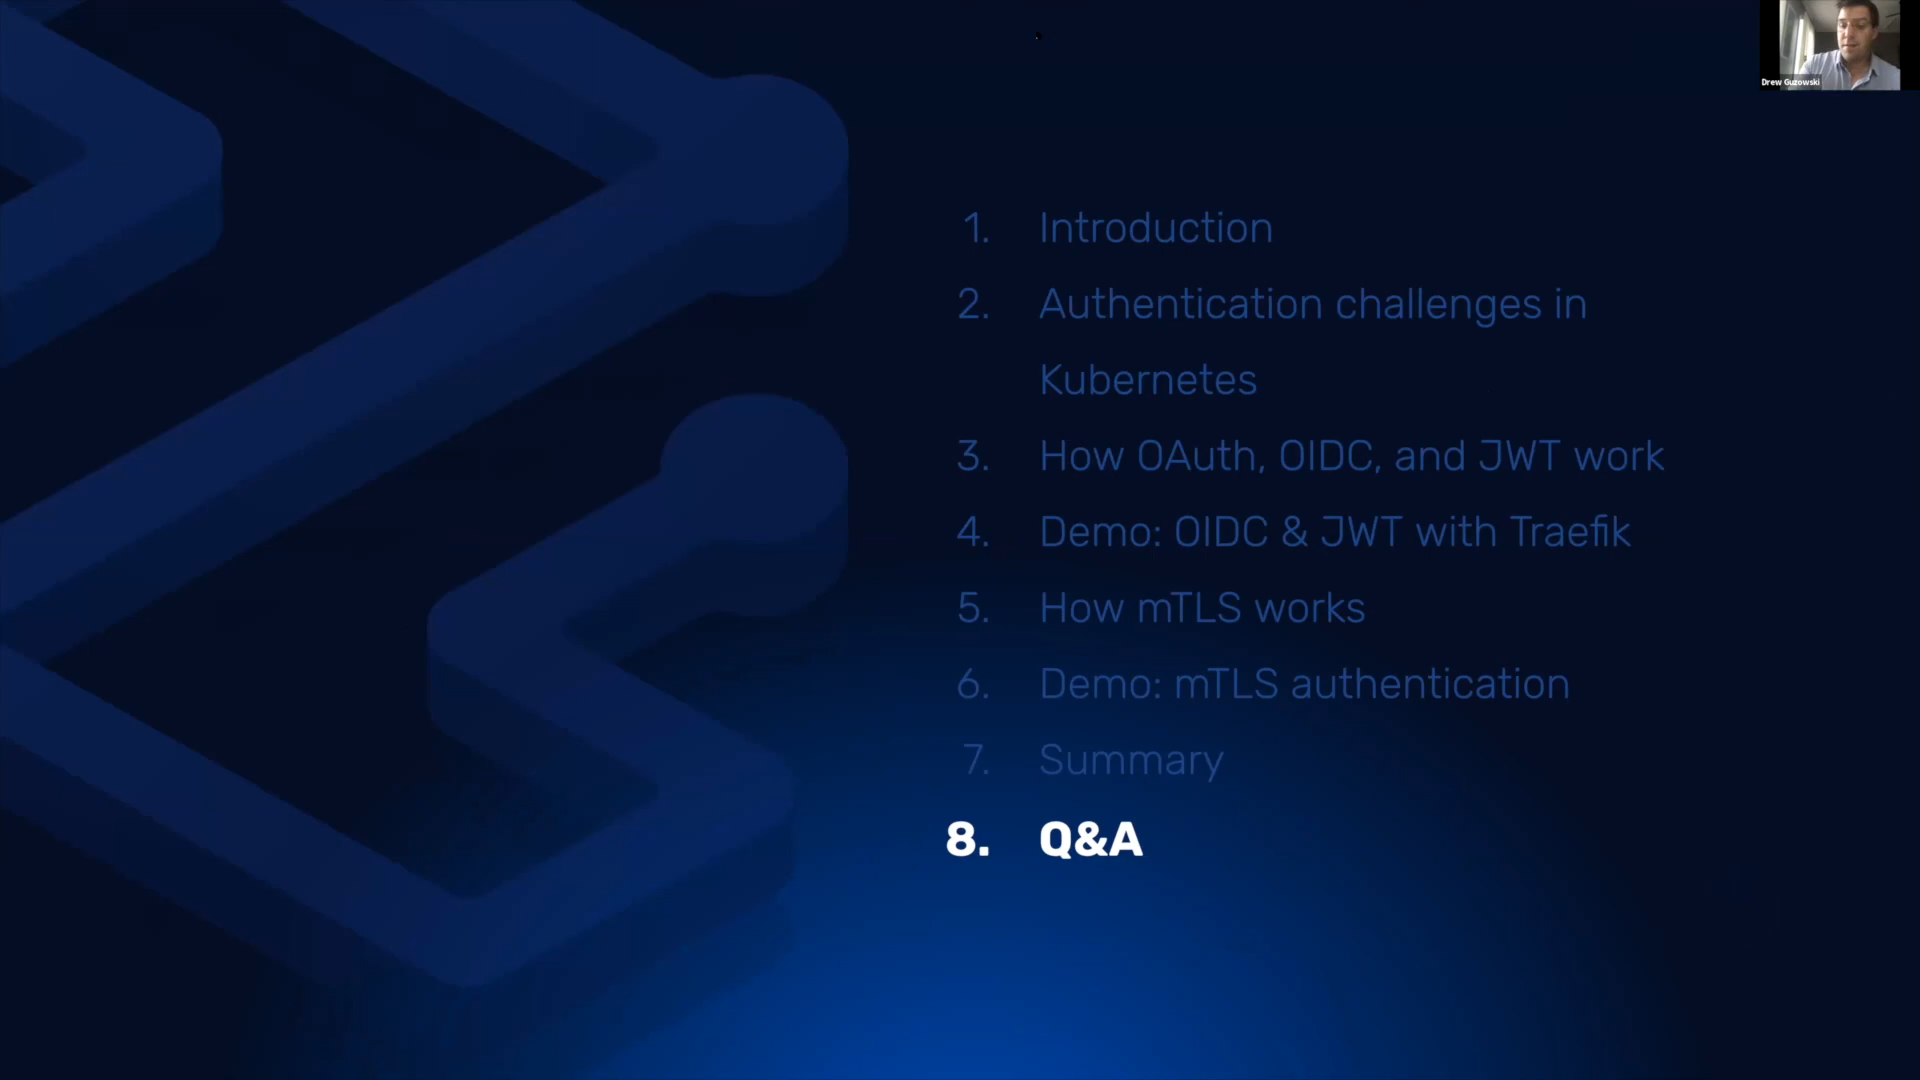 Drew Guzowski
1. Introduction
2. Authentication challenges in
Kubernetes
3. How OAuth, OIDC, and JWT work
4. Demo: OIDC & JWT with Traefik
5. How mTLS works
6. Demo: mTLS authentication
7. Summary
8. Q&A